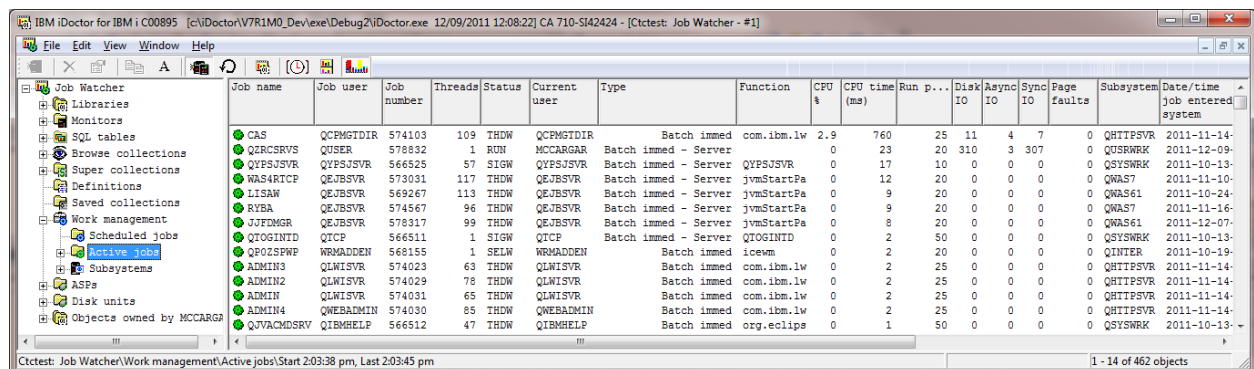 IBM iDoctor for IBM i C00895 [c:\iDoctor\V7R1M0_Dev\exe\Debug2\iDoctor.exe 12/09/2011 12:08:22] CA 710-SI42424 - [Ctctest: Job Watcher - #1]
File Edit View Window Help
Job Watcher
Libraries
Monitors
SQL tables
Browse collections
Super collections
Definitions
Saved collections
Work management
Scheduled jobs
Active jobs
Subsystems
ASPs
Disk units
Objects owned by MCCARGA
Job name Job user Job number Threads Status Current user Type Function CPU % CPU time (ms) Run p... Disk IO Async IO Sync IO Page faults Subsystem Date/time job entered system
CAS QCPMGTDIR 574103 109 THDW QCPMGTDIR Batch immed com.ibm.lw 2.9 760 25 11 4 7 0 QHTTPSVR 2011-11-14-
QZRCSRVS QUSER 578832 1 RUN MCCARGAR Batch immed - Server 0 23 20 310 3 307 0 QUSRWRK 2011-12-09-
QYPSJSVR QYPSJSVR 566525 57 SIGW QYPSJSVR Batch immed - Server QYPSJSVR 0 17 10 0 0 0 0 QSYSWRK 2011-10-13-
WAS4RTCP QEJBSVR 573031 117 THDW QEJBSVR Batch immed - Server jvmStartPa 0 12 20 0 0 0 0 QWAS7 2011-11-10-
LISAW QEJBSVR 569267 113 THDW QEJBSVR Batch immed - Server jvmStartPa 0 9 20 0 0 0 0 QWAS61 2011-10-24-
RYBA QEJBSVR 574567 96 THDW QEJBSVR Batch immed - Server jvmStartPa 0 9 20 0 0 0 0 QWAS7 2011-11-16-
JJFDMGR QEJBSVR 578317 99 THDW QEJBSVR Batch immed - Server jvmStartPa 0 8 20 0 0 0 0 QWAS61 2011-12-07-
QTOGINTD QTCP 566511 1 SIGW QTCP Batch immed - Server QTOGINTD 0 2 50 0 0 0 0 QSYSWRK 2011-10-13-
QP0ZSPWP WRMADDEN 568155 1 SELW WRMADDEN Batch immed icewm 0 2 20 0 0 0 0 QINTER 2011-10-19-
ADMIN3 QLWISVR 574023 63 THDW QLWISVR Batch immed com.ibm.lw 0 2 25 0 0 0 0 QHTTPSVR 2011-11-14-
ADMIN2 QLWISVR 574029 78 THDW QLWISVR Batch immed com.ibm.lw 0 2 25 0 0 0 0 QHTTPSVR 2011-11-14-
ADMIN QLWISVR 574031 65 THDW QLWISVR Batch immed com.ibm.lw 0 2 25 0 0 0 0 QHTTPSVR 2011-11-14-
ADMIN4 QWEBADMIN 574030 85 THDW QWEBADMIN Batch immed com.ibm.lw 0 2 25 0 0 0 0 QHTTPSVR 2011-11-14-
QJVACMDSRV QIBMHELP 566512 47 THDW QIBMHELP Batch immed org.eclips 0 1 50 0 0 0 0 QSYSWRK 2011-10-13-
Ctctest: Job Watcher\Work management\Active jobs\Start 2:03:38 pm, Last 2:03:45 pm 1 - 14 of 462 objects